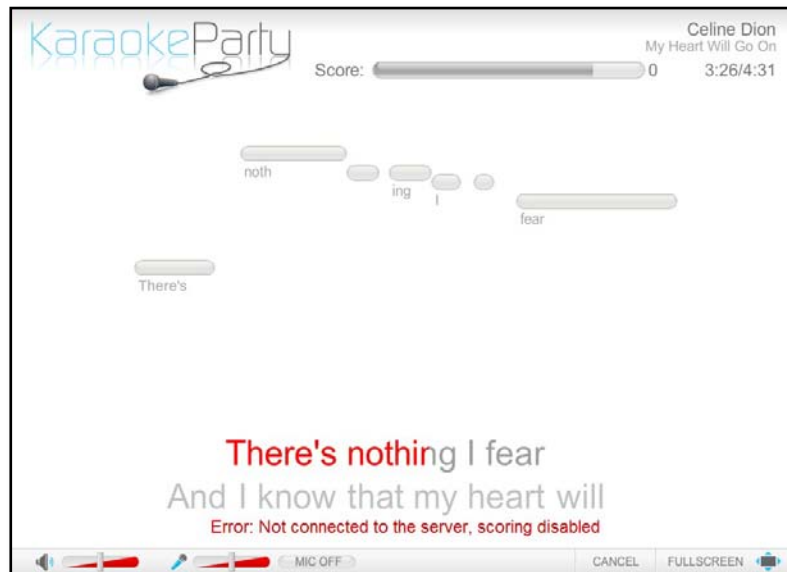 KaraokeParty
Celine Dion
My Heart Will Go On
Score: 0 3:26/4:31
noth
ing
I
fear
There's
There's nothing I fear
And I know that my heart will
Error: Not connected to the server, scoring disabled
MIC OFF CANCEL FULLSCREEN